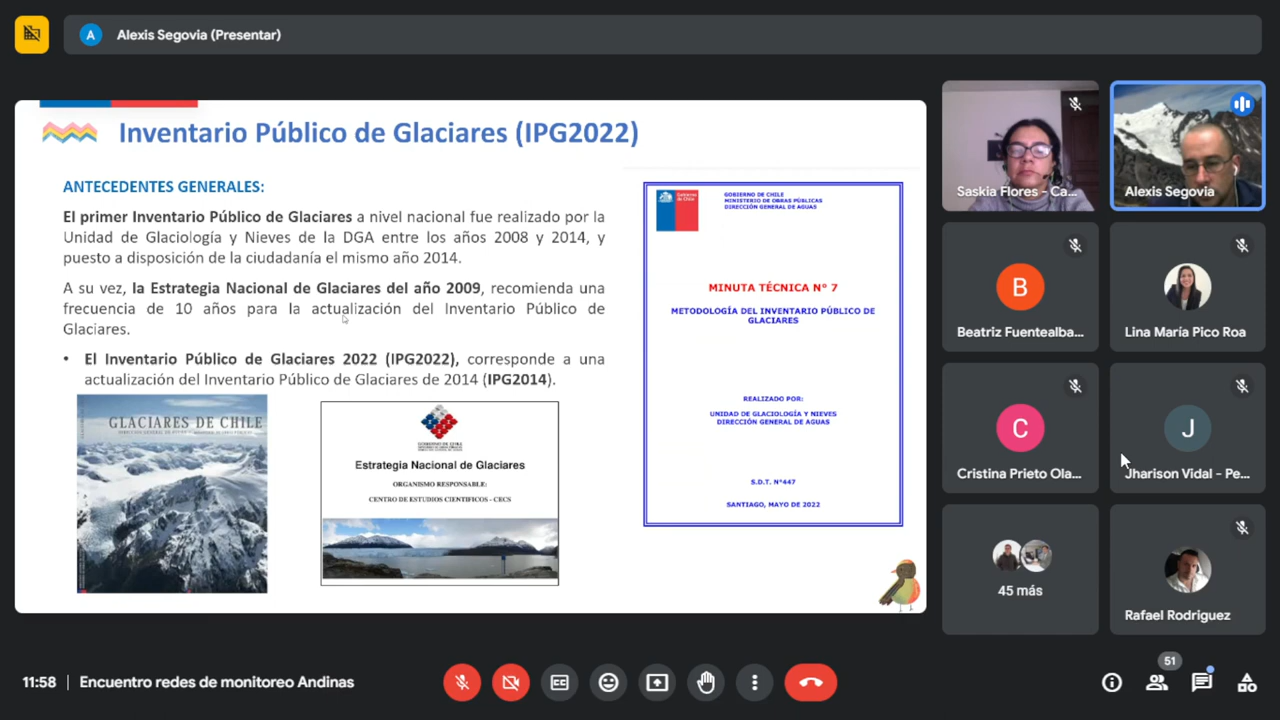 A
Alexis Segovia (Presentar)
Inventario Público de Glaciares (IPG2022)
ANTECEDENTES GENERALES:
El primer Inventario Público de Glaciares a nivel nacional fue realizado por la
Unidad de Glaciología y Nieves de la DGA entre los años 2008 y 2014, y
puesto a disposición de la ciudadanía el mismo año 2014.
A su vez, la Estrategia Nacional de Glaciares del año 2009, recomienda una
frecuencia de 10 años para la actualización del Inventario Público de
Glaciares.
• El Inventario Público de Glaciares 2022 (IPG2022), corresponde a una
actualización del Inventario Público de Glaciares de 2014 (IPG2014).
GLACIARES DE CHILE
Estrategia Nacional de Glaciares
ORGANISMO RESPONSABLE:
CENTRO DE ESTUDIOS CIENTIFICOS - CECS
GOBIERNO DE CHILE
MINISTERIO DE OBRAS PÚBLICAS
DIRECCIÓN GENERAL DE AGUAS
MINUTA TÉCNICA N° 7
METODOLOGÍA DEL INVENTARIO PÚBLICO DE
GLACIARES
REALIZADO POR:
UNIDAD DE GLACIOLOGÍA Y NIEVES
DIRECCIÓN GENERAL DE AGUAS
S.D.T. N°447
SANTIAGO, MAYO DE 2022
Saskia Flores - Ca...
Alexis Segovia
B
Beatriz Fuentealba...
Lina María Pico Roa
C
Cristina Prieto Ola...
J
Jharison Vidal - Pe...
45 más
Rafael Rodriguez
11:58 | Encuentro redes de monitoreo Andinas
51